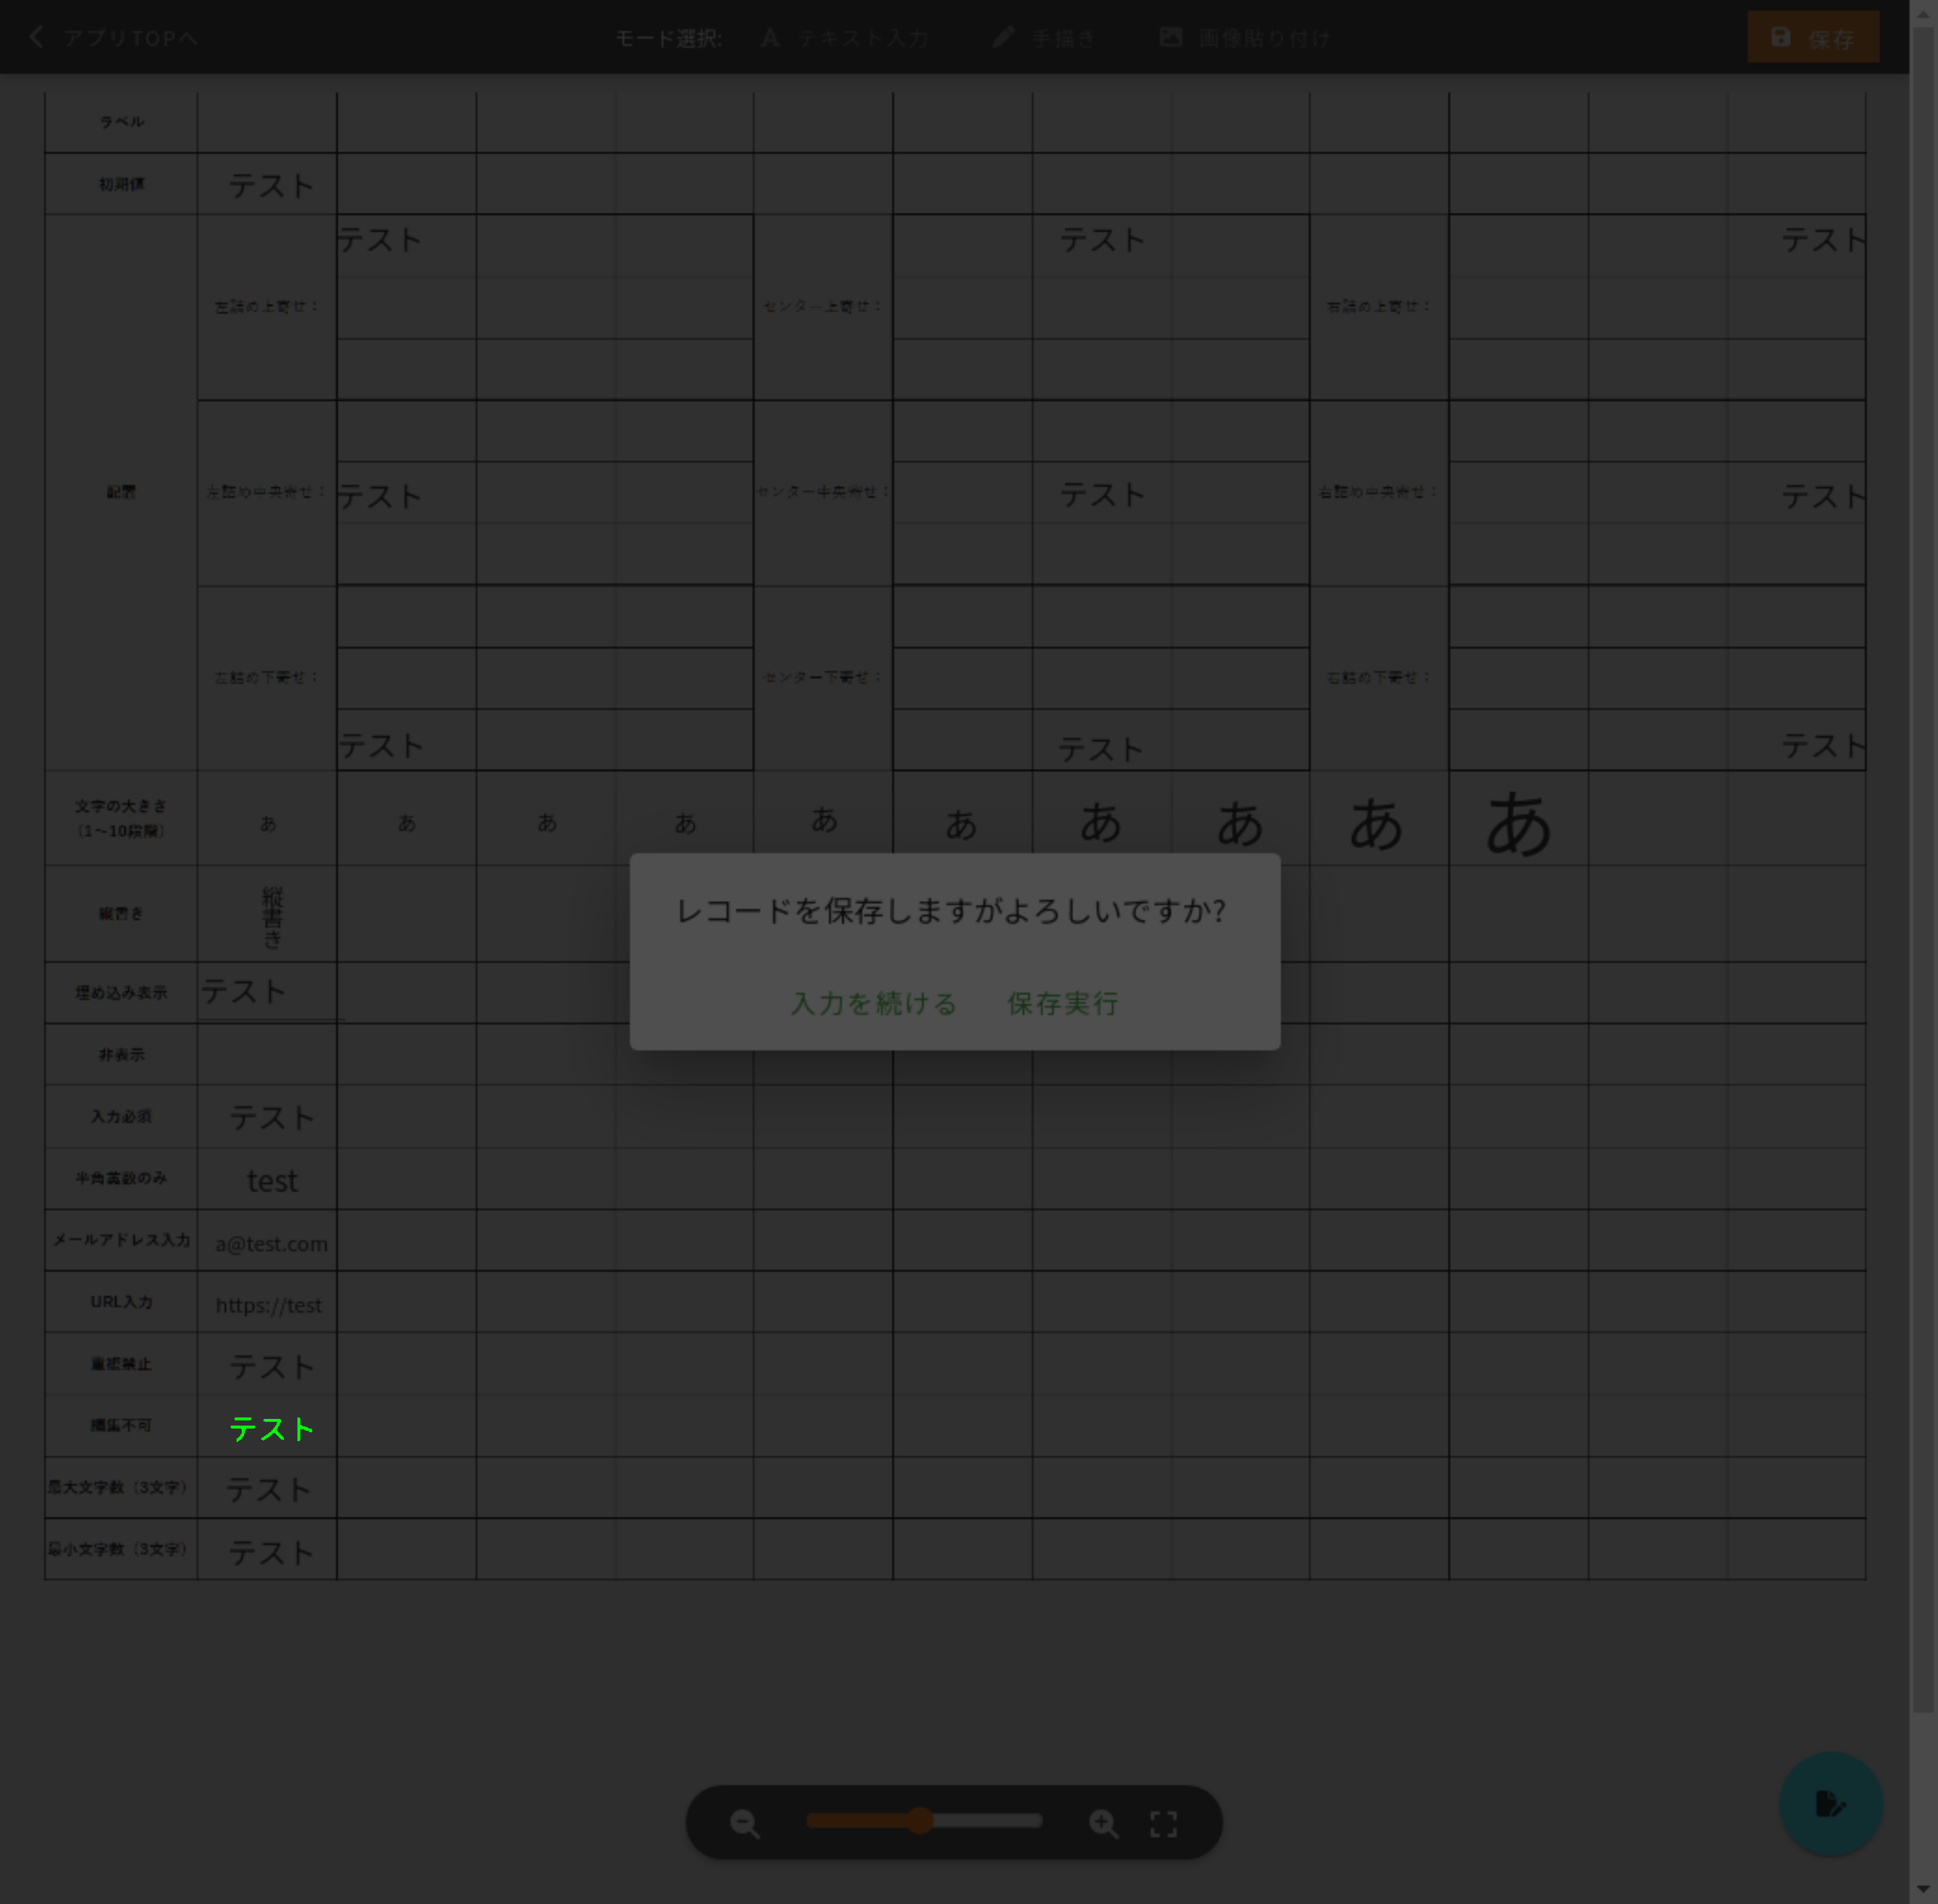 アプリTOPへ
モード選択: テキスト入力 手描き 画像貼り付け
保存
ラベル
初期値 テスト
配置
テスト テスト テスト
左詰め上寄せ： センター上寄せ： 右詰め上寄せ：
左詰め中央寄せ： テスト センター中央寄せ： テスト 右詰め中央寄せ： テスト
左詰め下寄せ： センター下寄せ： 右詰め下寄せ：
テスト テスト テスト
文字の大きさ
（1〜10段階）
あ あ あ あ あ あ あ あ あ あ
縦書き 縦書き
埋め込み表示 テスト
非表示
入力必須 テスト
半角英数のみ test
メールアドレス入力 a@test.com
URL入力 https://test
重複禁止 テスト
編集不可 テスト
最大文字数（3文字） テスト
最小文字数（3文字） テスト
レコードを保存しますがよろしいですか?
入力を続ける 保存実行